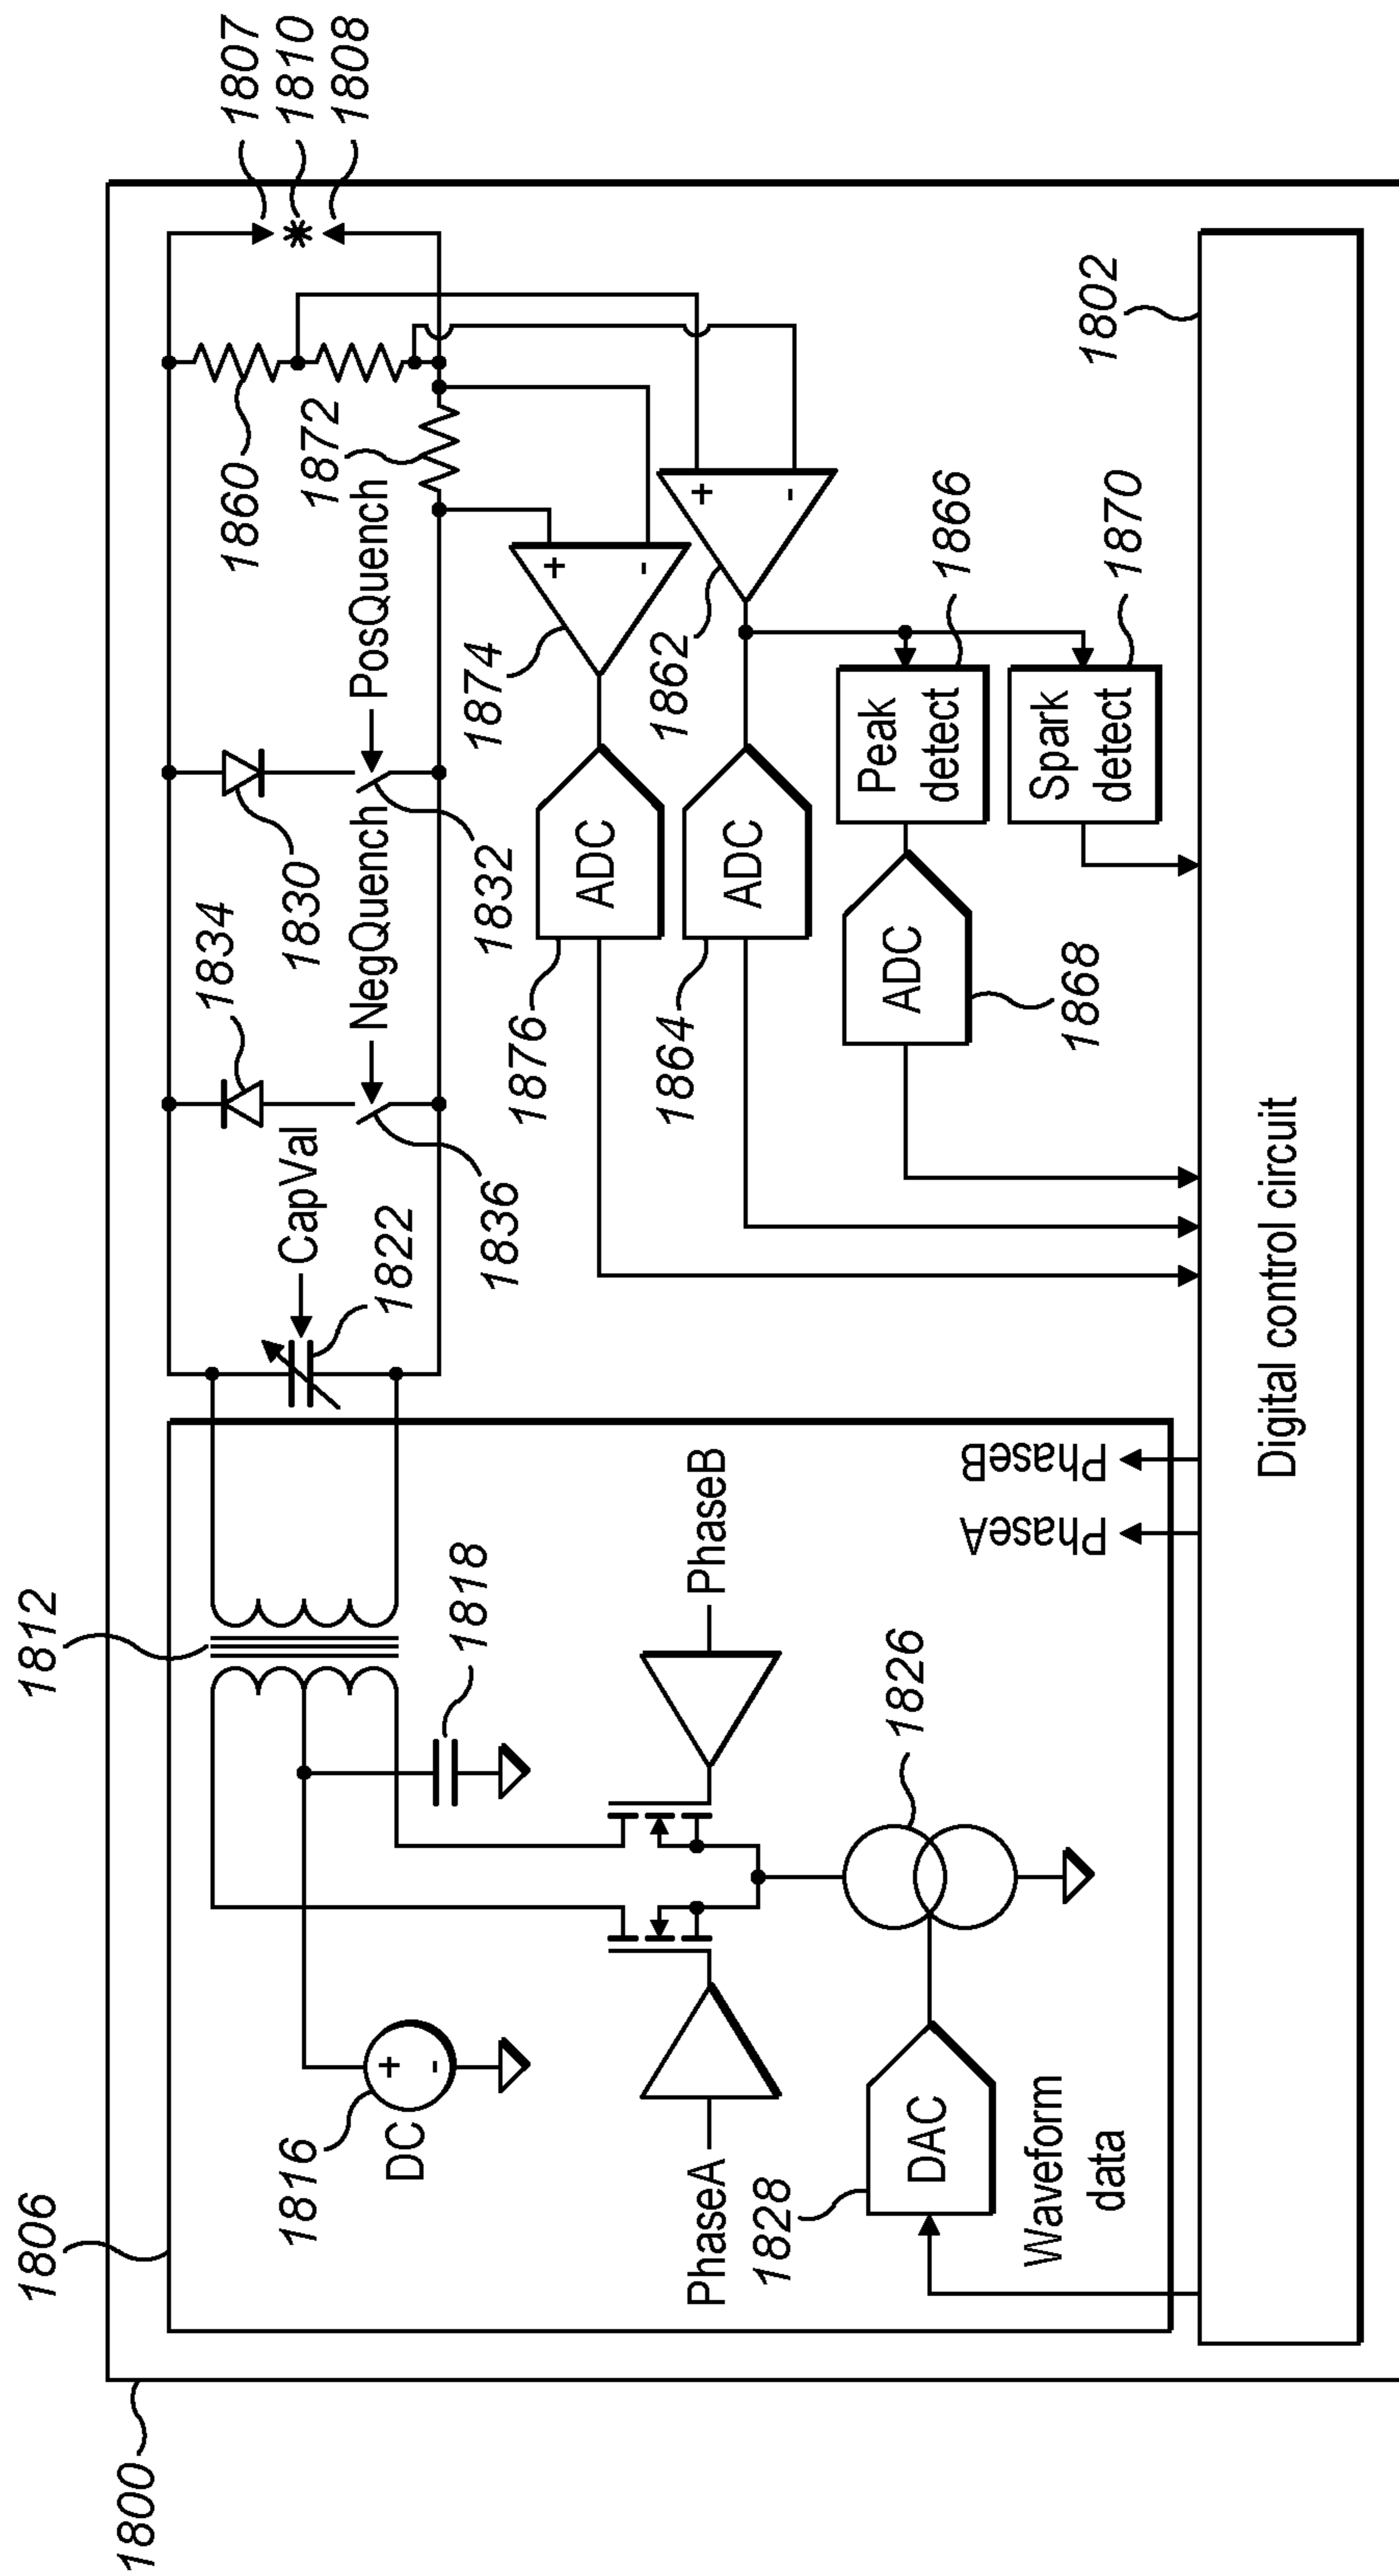 1800
1806
1812
1807
1810
1808
1816
+
-
DC
1818
CapVal
1822
1834
1830
NegQuench
PosQuench
1836
1832
1860
1872
PhaseA
PhaseB
1826
1828
DAC
Waveform
data
PhaseA
PhaseB
1874
+
-
1862
+
-
1876
ADC
1864
ADC
1868
ADC
Peak
detect
1866
Spark
detect
1870
1802
Digital control circuit